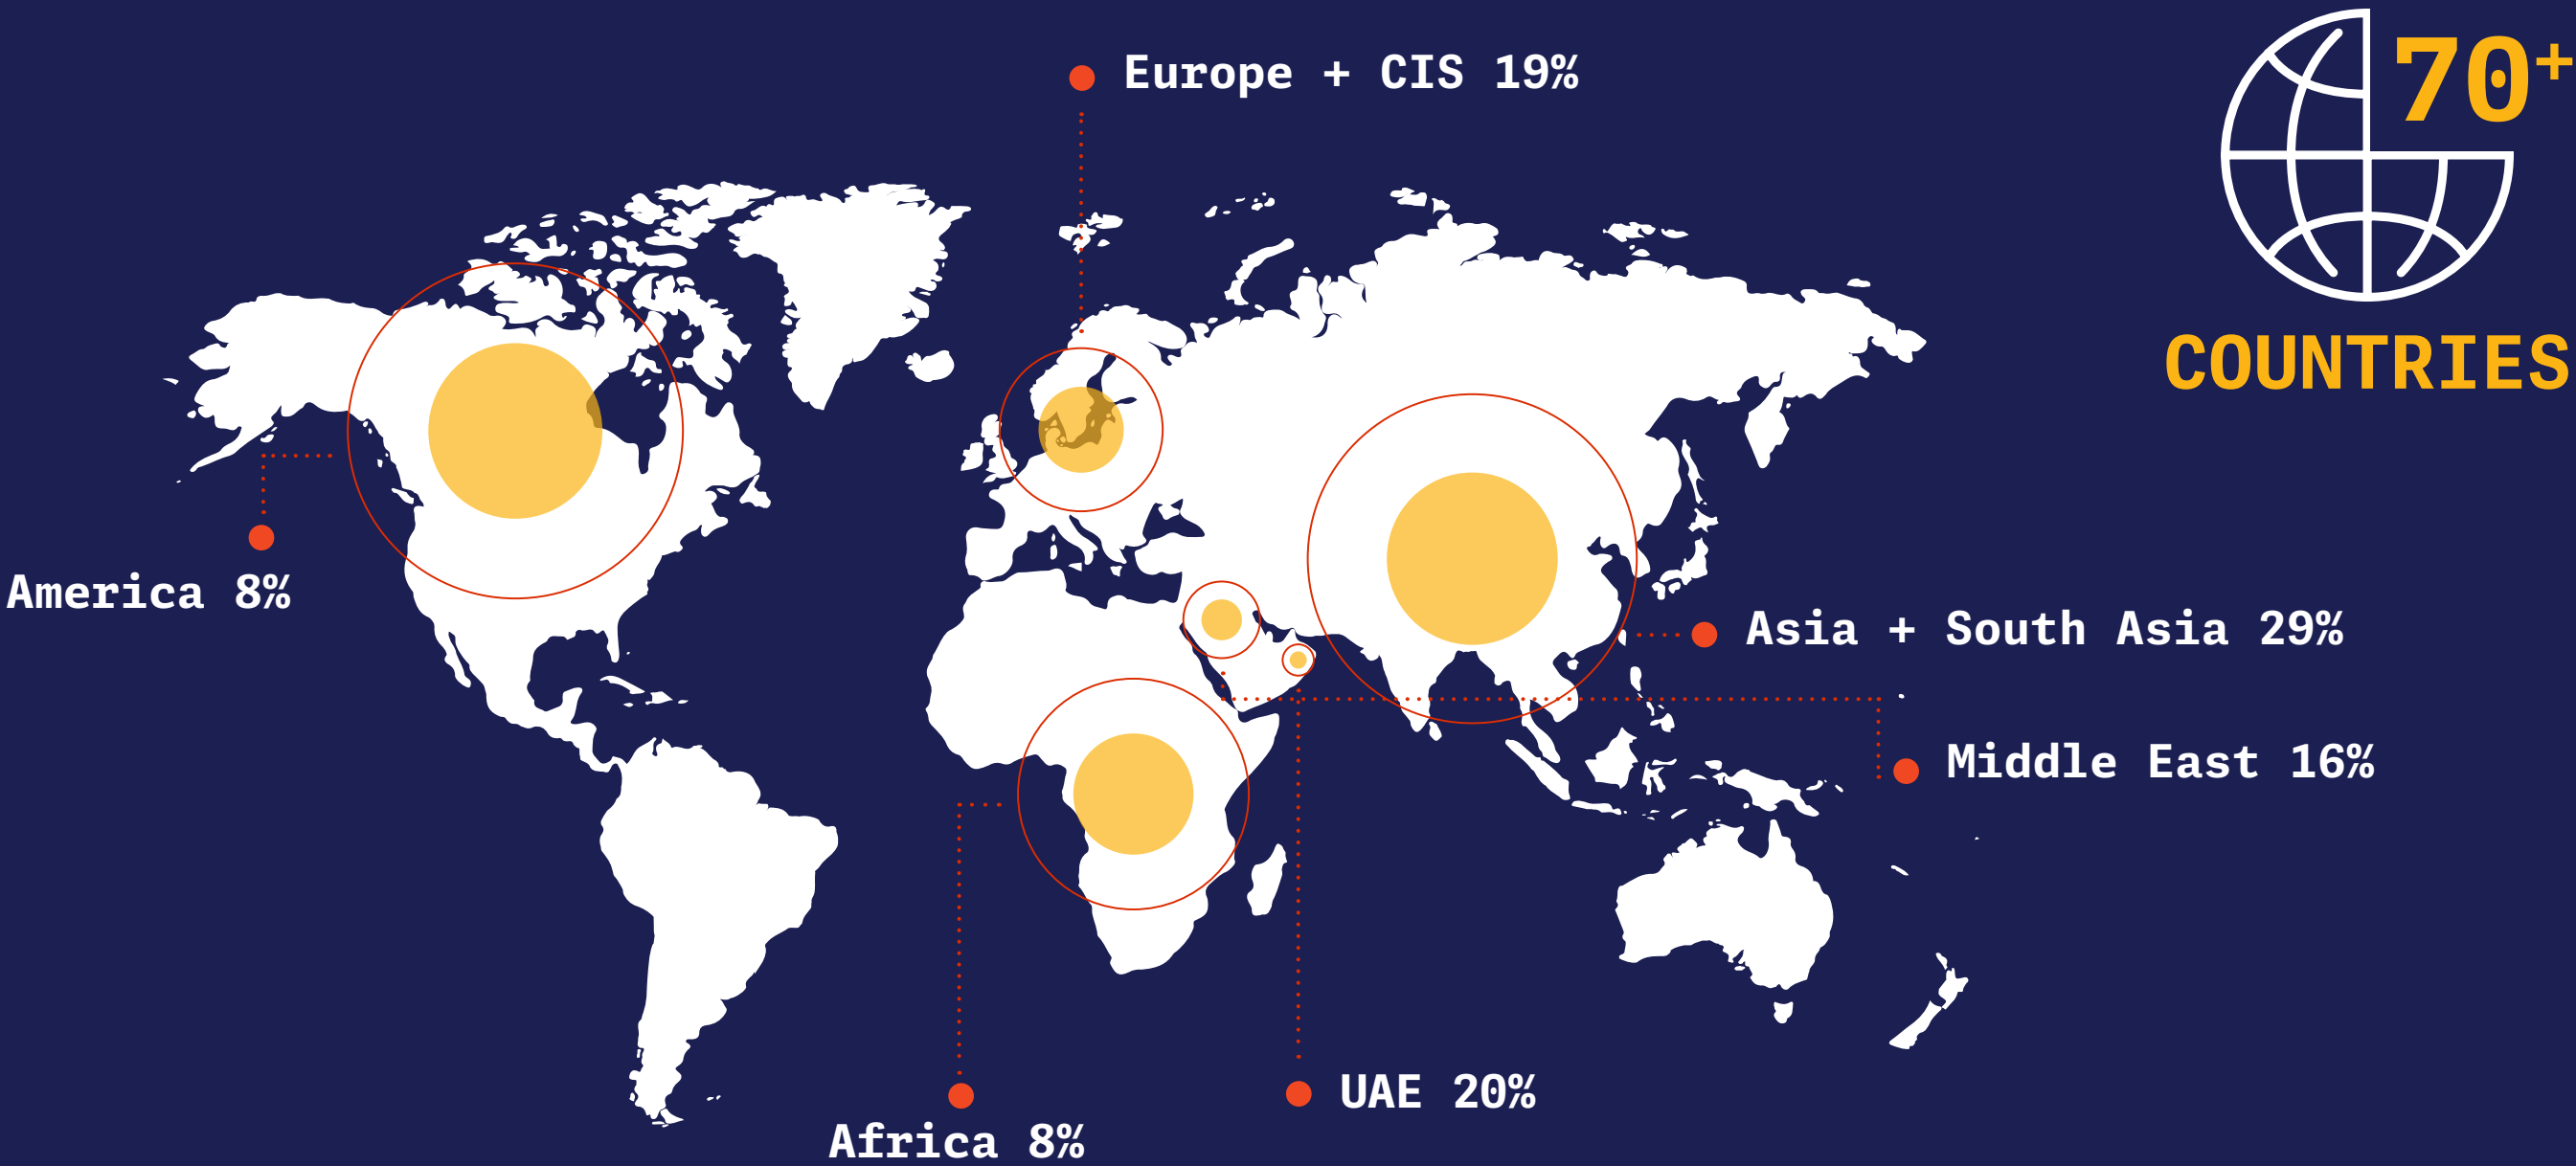 Europe + CIS 19%
70+
COUNTRIES
America 8%
Asia + South Asia 29%
Middle East 16%
UAE 20%
Africa 8%